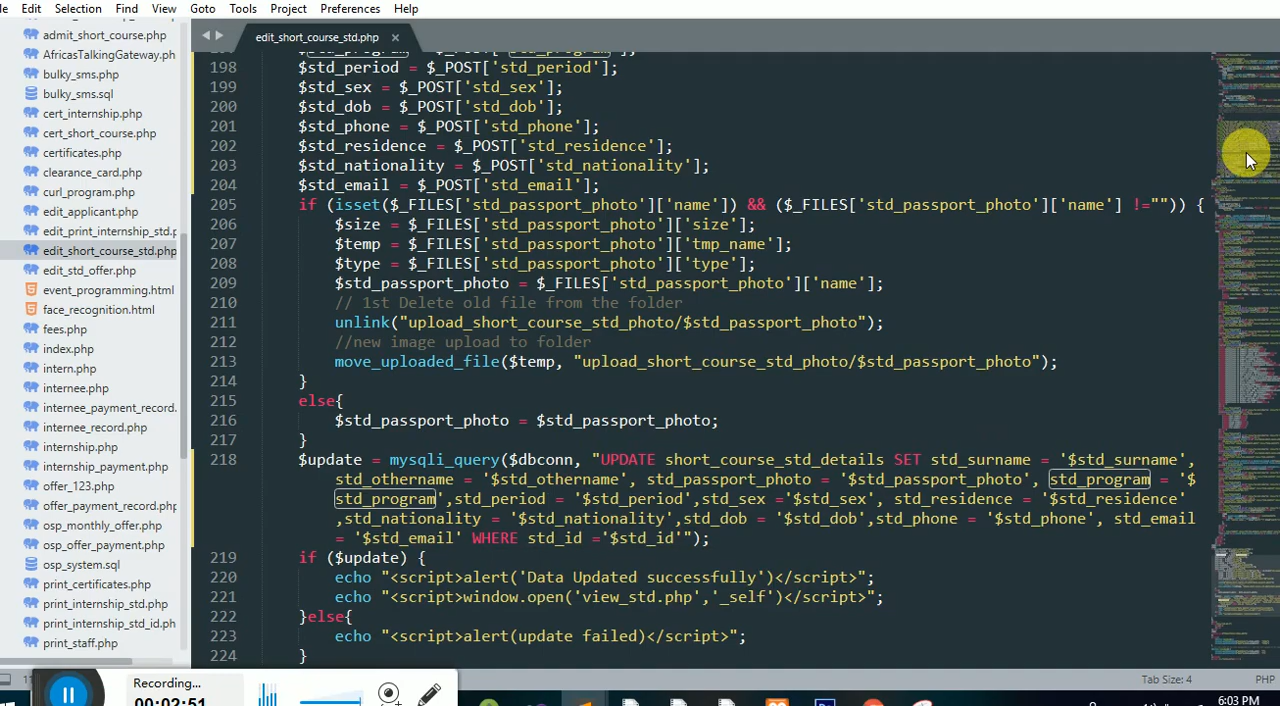 Edit Selection Find View Goto Tools Project Preferences Help
admit_short_course.php
AfricasTalkingGateway.ph
bulky_sms.php
bulky_sms.sql
cert_internship.php
cert_short_course.php
certificates.php
clearance_card.php
curl_program.php
edit_applicant.php
edit_print_internship_std.p
edit_short_course_std.php
edit_std_offer.php
event_programming.html
face_recognition.html
fees.php
index.php
intern.php
internee.php
internee_payment_record.
internee_record.php
internship.php
internship_payment.php
offer_123.php
offer_payment_record.php
osp_monthly_offer.php
osp_offer_payment.php
osp_system.sql
print_certificates.php
print_internship_std.php
print_internship_std_id.php
print_staff.php
edit_short_course_std.php ×
198 $std_period = $_POST['std_period'];
199 $std_sex = $_POST['std_sex'];
200 $std_dob = $_POST['std_dob'];
201 $std_phone = $_POST['std_phone'];
202 $std_residence = $_POST['std_residence'];
203 $std_nationality = $_POST['std_nationality'];
204 $std_email = $_POST['std_email'];
205 if (isset($_FILES['std_passport_photo']['name']) && ($_FILES['std_passport_photo']['name'] !="")) {
206 $size = $_FILES['std_passport_photo']['size'];
207 $temp = $_FILES['std_passport_photo']['tmp_name'];
208 $type = $_FILES['std_passport_photo']['type'];
209 $std_passport_photo = $_FILES['std_passport_photo']['name'];
210 // 1st Delete old file from the folder
211 unlink("upload_short_course_std_photo/$std_passport_photo");
212 //new image upload to folder
213 move_uploaded_file($temp, "upload_short_course_std_photo/$std_passport_photo");
214 }
215 else{
216 $std_passport_photo = $std_passport_photo;
217 }
218 $update = mysqli_query($dbcon, "UPDATE short_course_std_details SET std_surname = '$std_surname',
std_othername = '$std_othername', std_passport_photo = '$std_passport_photo', std_program = '$
std_program',std_period = '$std_period',std_sex ='$std_sex', std_residence = '$std_residence'
,std_nationality = '$std_nationality',std_dob = '$std_dob',std_phone = '$std_phone', std_email
= '$std_email' WHERE std_id ='$std_id'");
219 if ($update) {
220 echo "<script>alert('Data Updated successfully')</script>";
221 echo "<script>window.open('view_std.php','_self')</script>";
222 }else{
223 echo "<script>alert(update failed)</script>";
224 }
Tab Size: 4 PHP
Recording...
00:02:51
6:03 PM